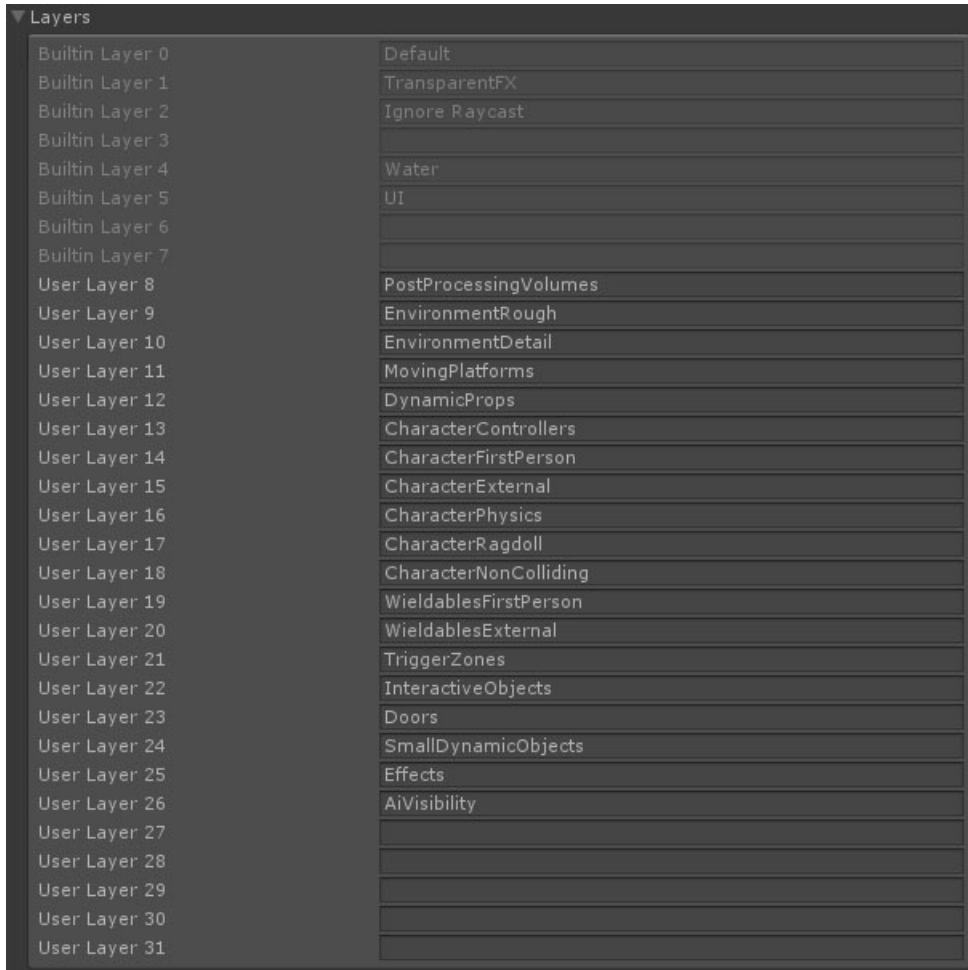 Layers
Builtin Layer 0 Default
Builtin Layer 1 TransparentFX
Builtin Layer 2 Ignore Raycast
Builtin Layer 3
Builtin Layer 4 Water
Builtin Layer 5 UI
Builtin Layer 6
Builtin Layer 7
User Layer 8 PostProcessingVolumes
User Layer 9 EnvironmentRough
User Layer 10 EnvironmentDetail
User Layer 11 MovingPlatforms
User Layer 12 DynamicProps
User Layer 13 CharacterControllers
User Layer 14 CharacterFirstPerson
User Layer 15 CharacterExternal
User Layer 16 CharacterPhysics
User Layer 17 CharacterRagdoll
User Layer 18 CharacterNonColliding
User Layer 19 WieldablesFirstPerson
User Layer 20 WieldablesExternal
User Layer 21 TriggerZones
User Layer 22 InteractiveObjects
User Layer 23 Doors
User Layer 24 SmallDynamicObjects
User Layer 25 Effects
User Layer 26 AiVisibility
User Layer 27
User Layer 28
User Layer 29
User Layer 30
User Layer 31